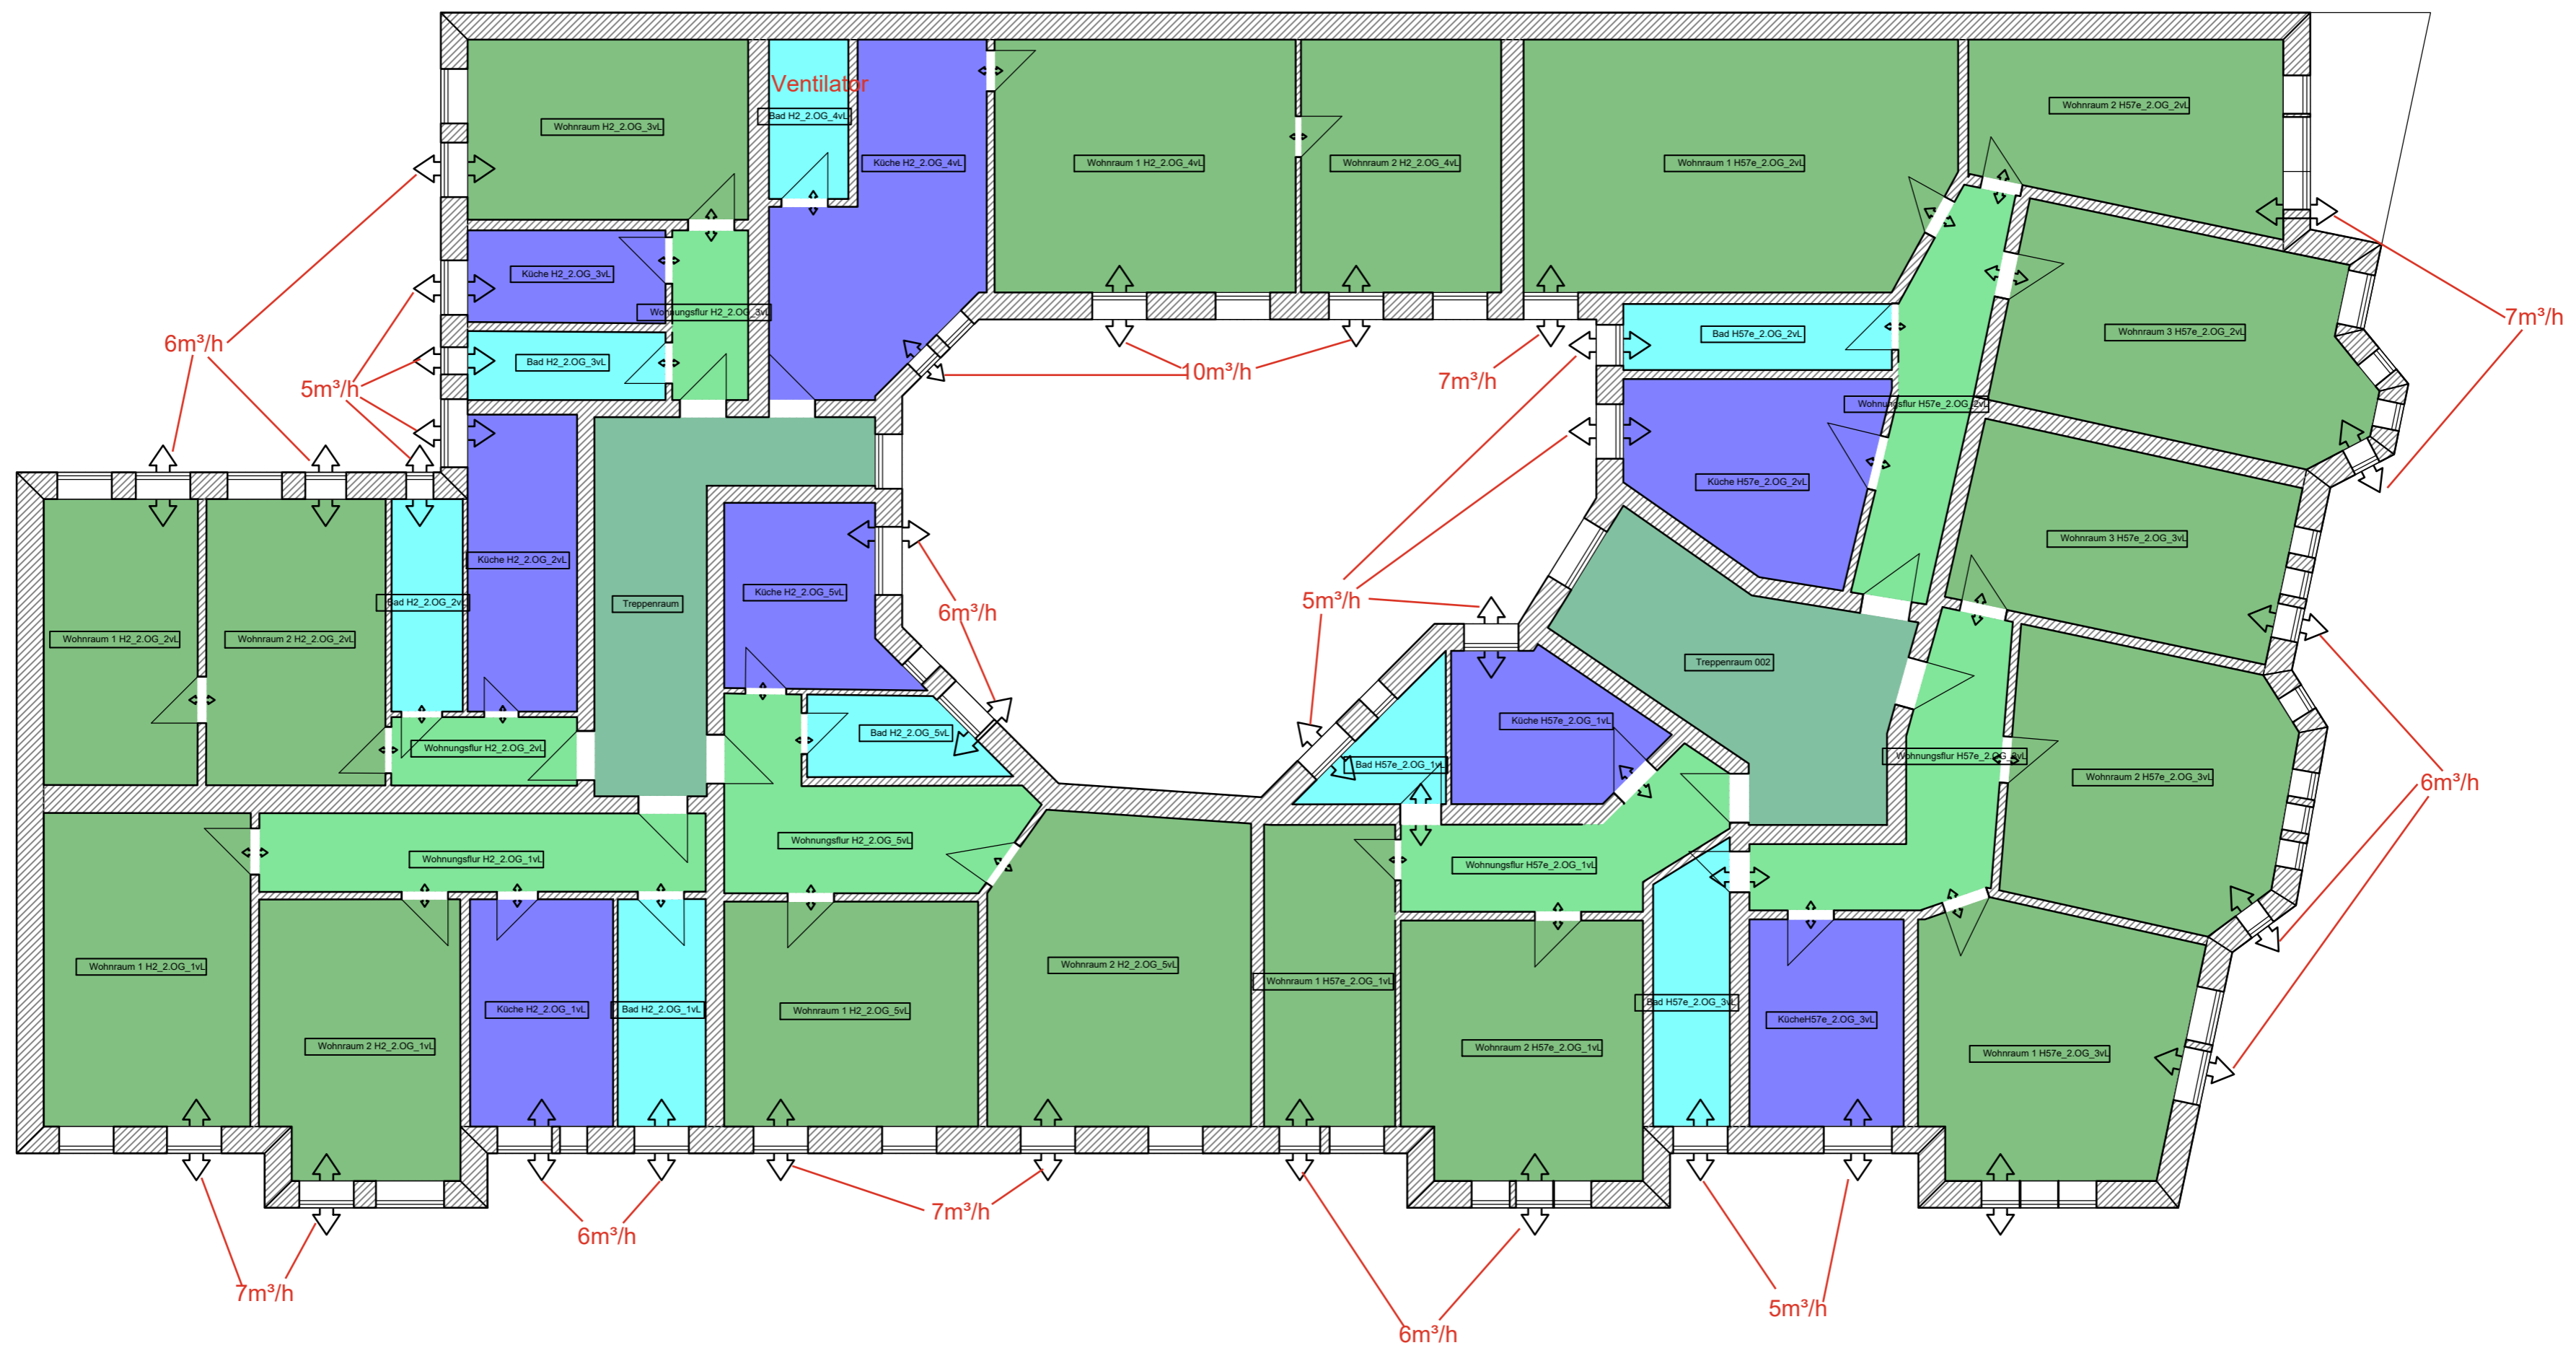 Ventilator
Wohnraum 2 H57e_2.OG_2vL
Wohnraum H2_2.OG_3vL
Bad H2_2.OG_4vL
Küche H2_2.OG_4vL
Wohnraum 1 H2_2.OG_4vL
Wohnraum 2 H2_2.OG_4vL
Wohnraum 1 H57e_2.OG_2vL
Küche H2_2.OG_3vL
Wohnungsflur H2_2.OG_3vL
7m³/h
Bad H57e_2.OG_2vL
Wohnraum 3 H57e_2.OG_2vL
6m³/h
Bad H2_2.OG_3vL
10m³/h
7m³/h
5m³/h
Wohnungsflur H57e_2.OG_2vL
Küche H57e_2.OG_2vL
Wohnraum 3 H57e_2.OG_3vL
Küche H2_2.OG_2vL
Küche H2_2.OG_5vL
Bad H2_2.OG_2vL
Treppenraum
6m³/h
5m³/h
Wohnraum 1 H2_2.OG_2vL
Wohnraum 2 H2_2.OG_2vL
Treppenraum 002
Küche H57e_2.OG_1vL
Bad H2_2.OG_5vL
Wohnungsflur H2_2.OG_2vL
Wohnungsflur H57e_2.OG_3vL
Bad H57e_2.OG_1vL
Wohnraum 2 H57e_2.OG_3vL
6m³/h
Wohnungsflur H2_2.OG_5vL
Wohnungsflur H2_2.OG_1vL
Wohnungsflur H57e_2.OG_1vL
Wohnraum 1 H2_2.OG_1vL
Wohnraum 2 H2_2.OG_5vL
Wohnraum 1 H57e_2.OG_1vL
Bad H57e_2.OG_3vL
Küche H2_2.OG_1vL
Bad H2_2.OG_1vL
Wohnraum 1 H2_2.OG_5vL
KücheH57e_2.OG_3vL
Wohnraum 2 H2_2.OG_1vL
Wohnraum 2 H57e_2.OG_1vL
Wohnraum 1 H57e_2.OG_3vL
7m³/h
6m³/h
7m³/h
5m³/h
6m³/h